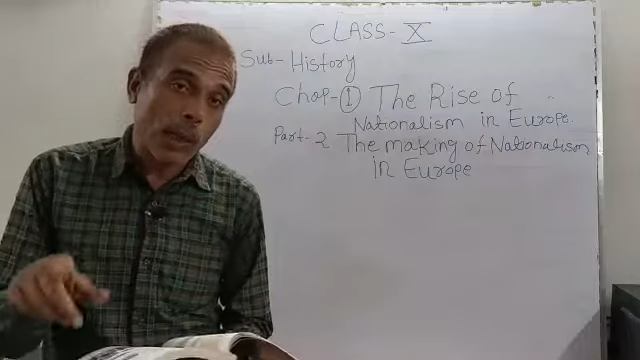 CLASS- X
Sub- History
Chap-① The Rise of
Nationalism in Europe.
Part- 2 The making of Nationalism
in Europe